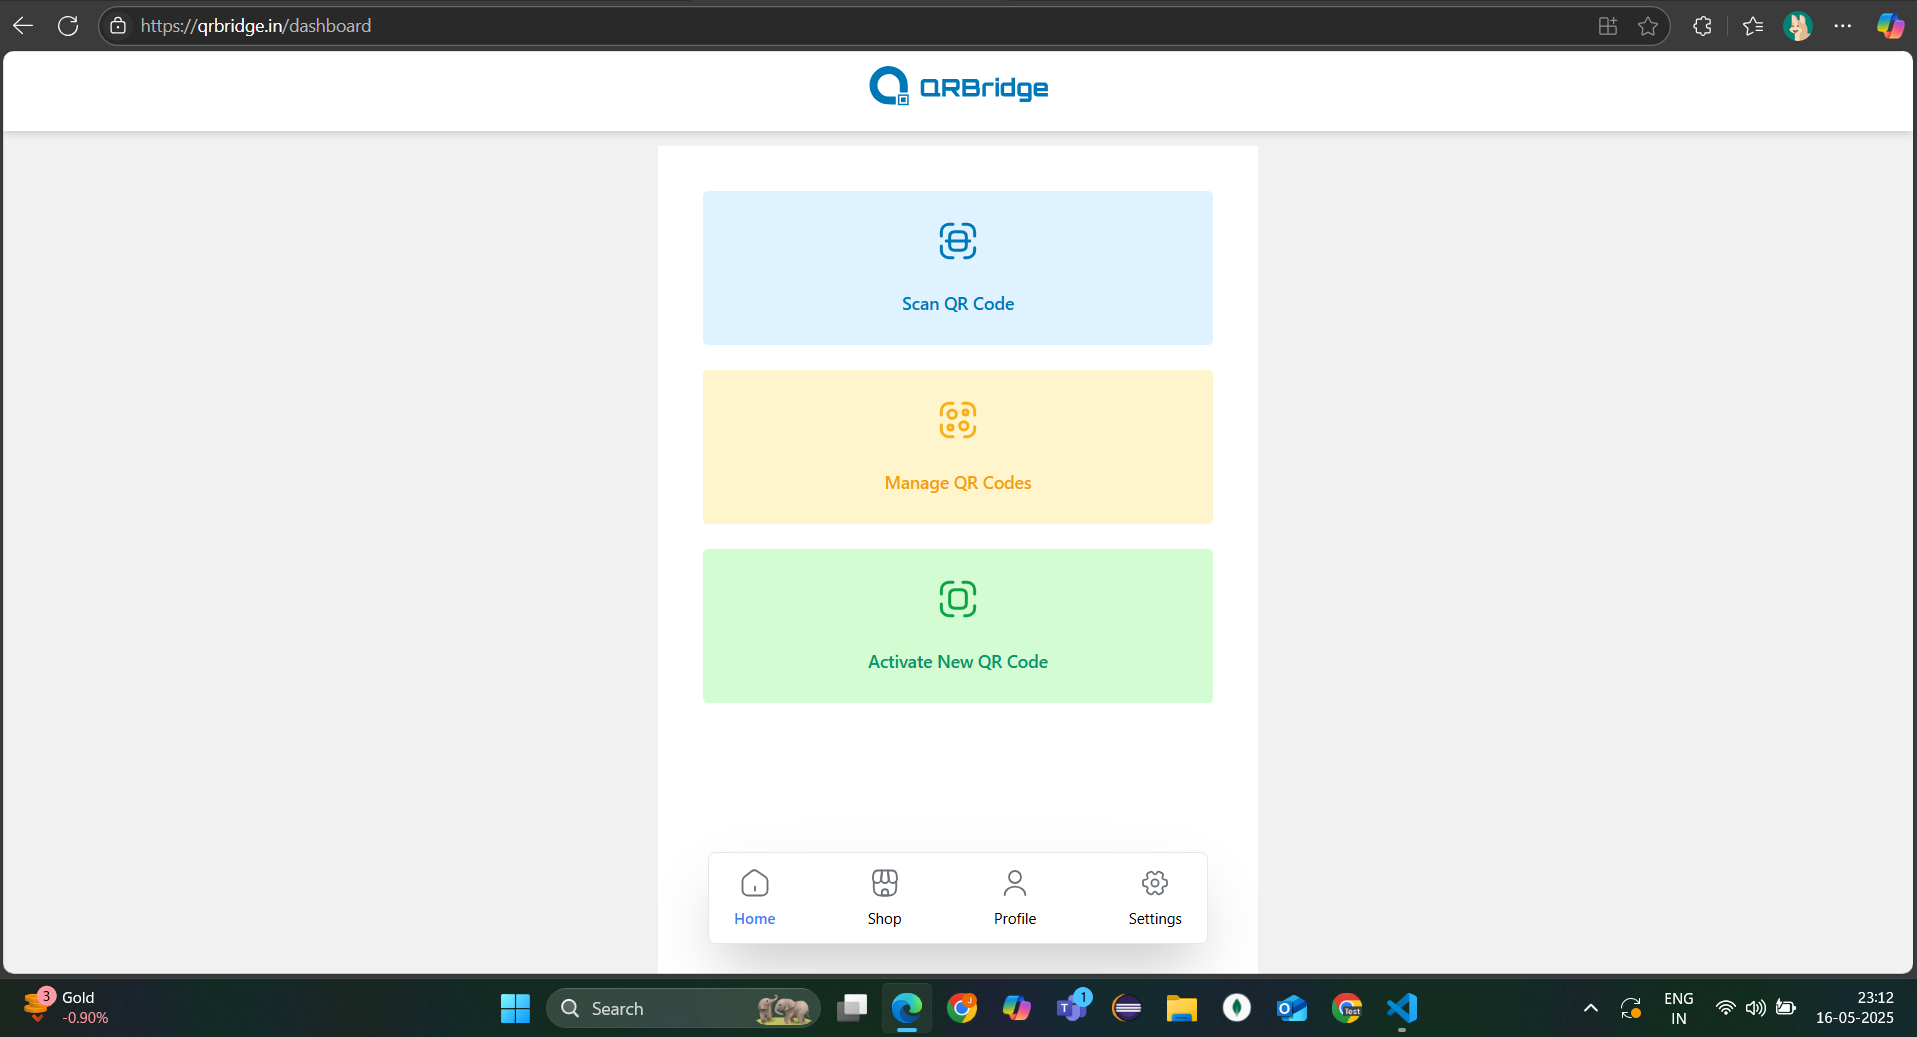 https://qrbridge.in/dashboard
QRBridge
Scan QR Code
Manage QR Codes
Activate New QR Code
Home
Shop
Profile
Settings
3
Gold
-0.90%
Search
J
T
1
O
Test
ENG
IN
23:12
16-05-2025